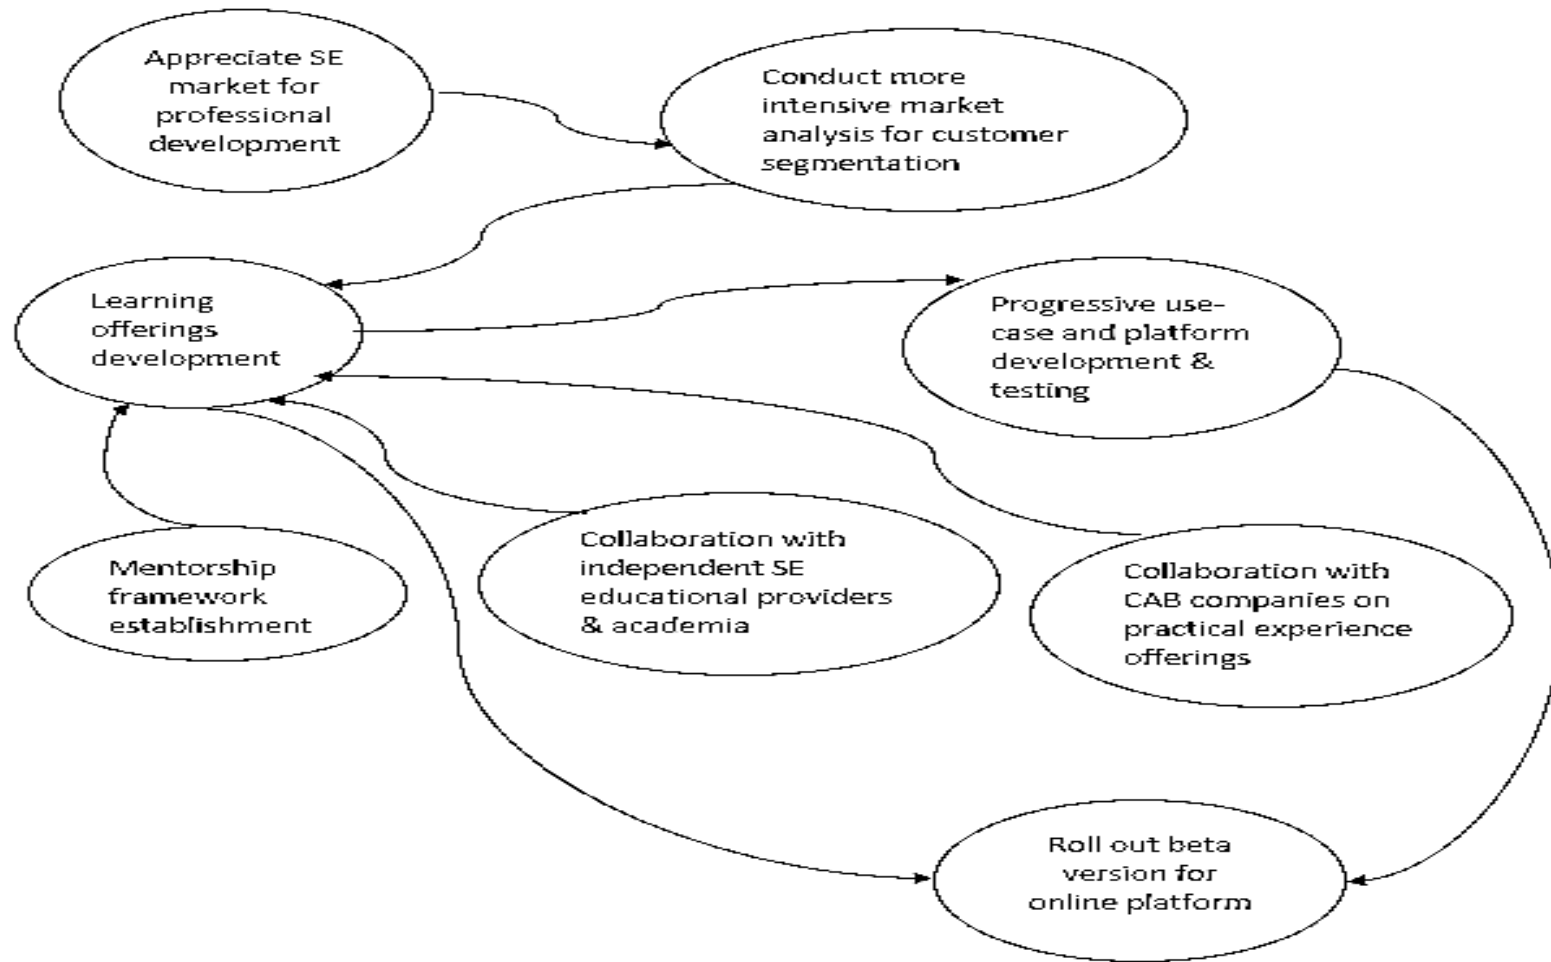 Appreciate SE
market for
professional
development
Conduct more
intensive market
analysis for customer
segmentation
Learning
offerings
development
Progressive use-
case and platform
development &
testing
Mentorship
framework
establishment
Collaboration with
independent SE
educational providers
& academia
Collaboration with
CAB companies on
practical experience
offerings
Roll out beta
version for
online platform